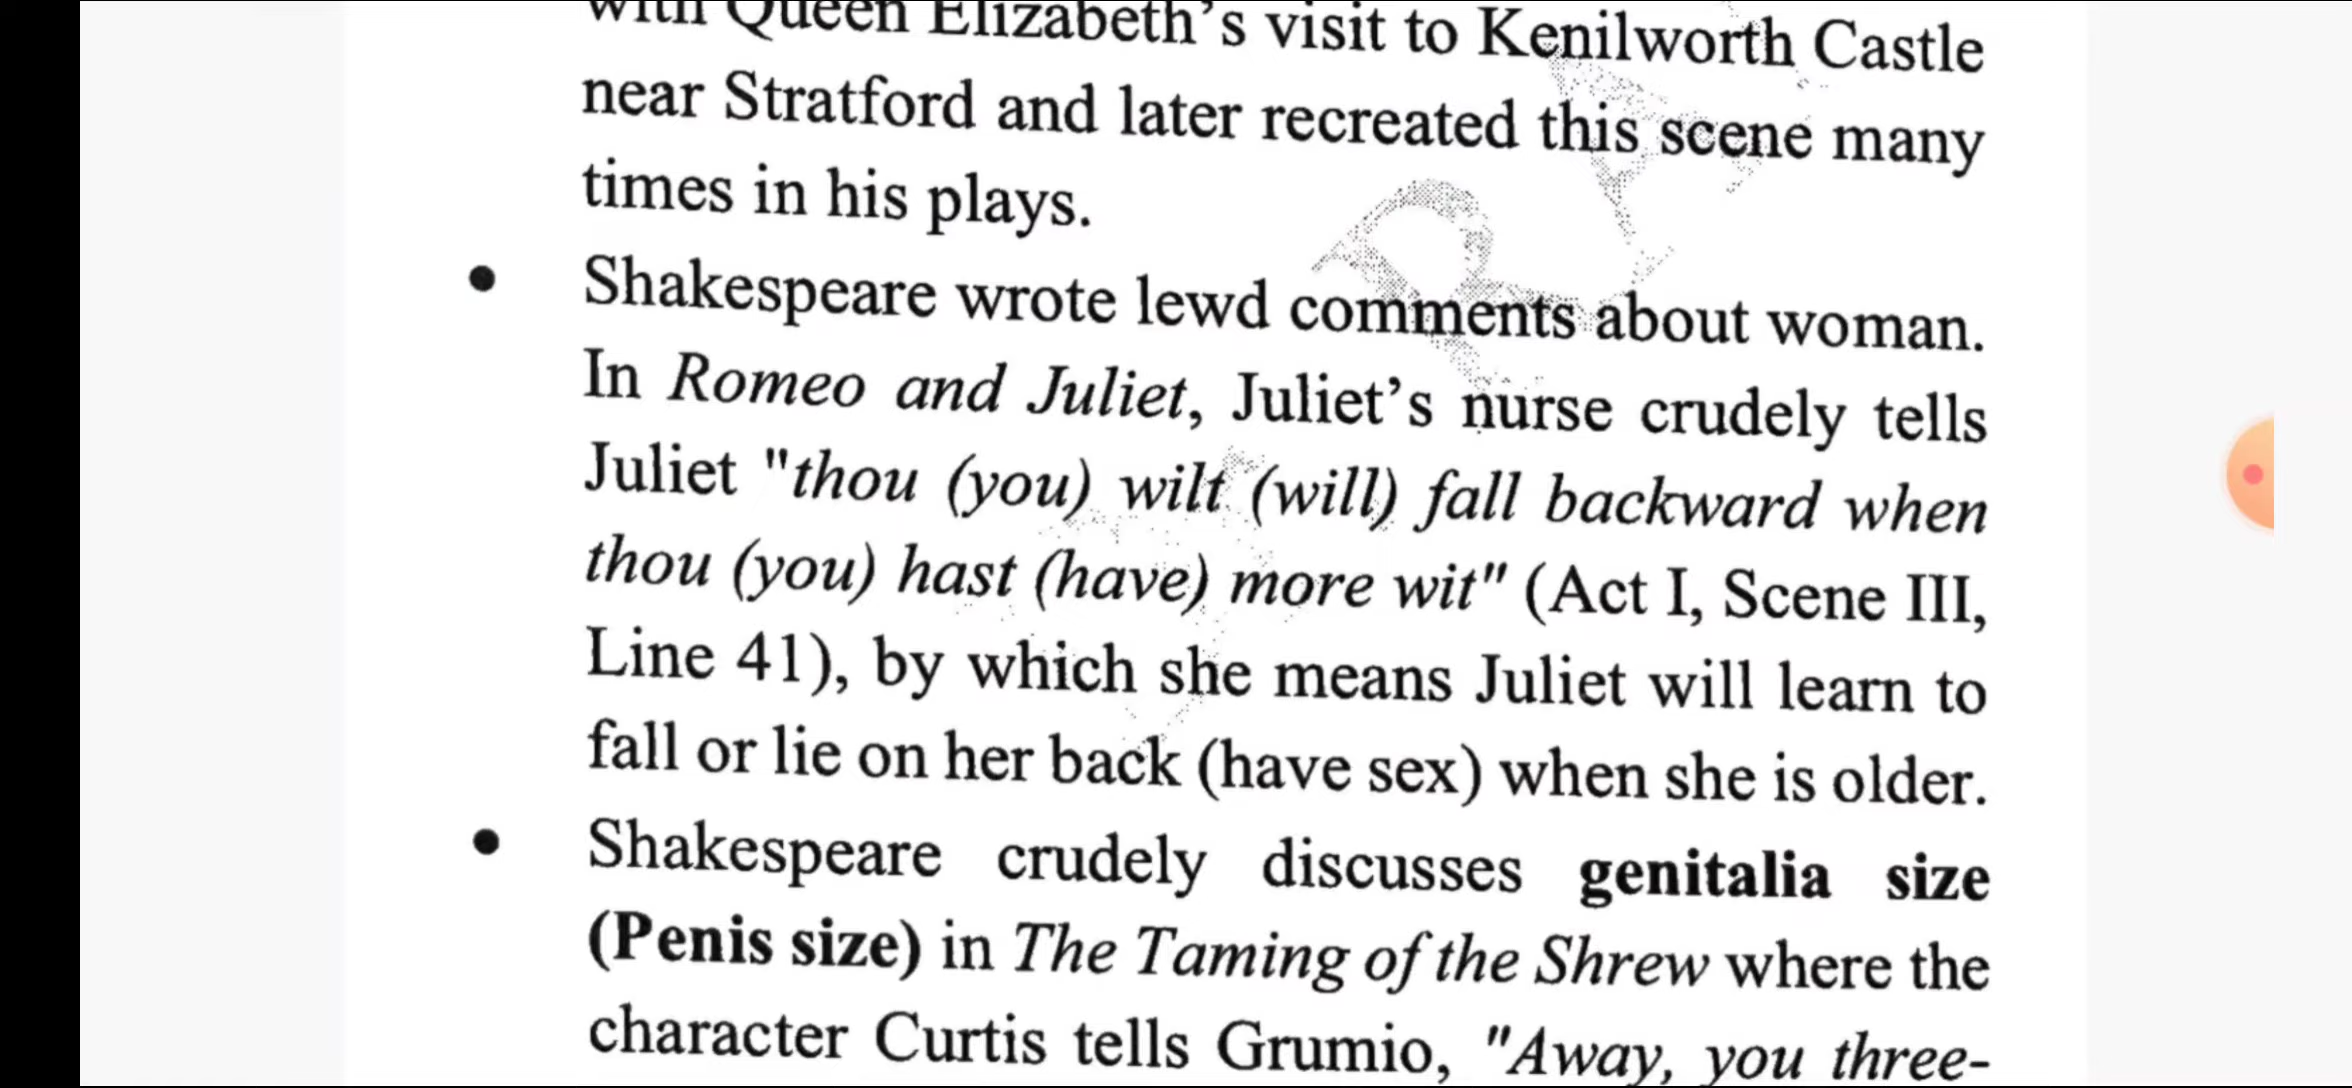 with Queen Elizabeth's visit to Kenilworth Castle
near Stratford and later recreated this scene many
times in his plays.
• Shakespeare wrote lewd comments about woman.
In Romeo and Juliet, Juliet's nurse crudely tells
Juliet "thou (you) wilt (will) fall backward when
thou (you) hast (have) more wit" (Act I, Scene III,
Line 41), by which she means Juliet will learn to
fall or lie on her back (have sex) when she is older.
• Shakespeare crudely discusses genitalia size
(Penis size) in The Taming of the Shrew where the
character Curtis tells Grumio, "Away, you three-